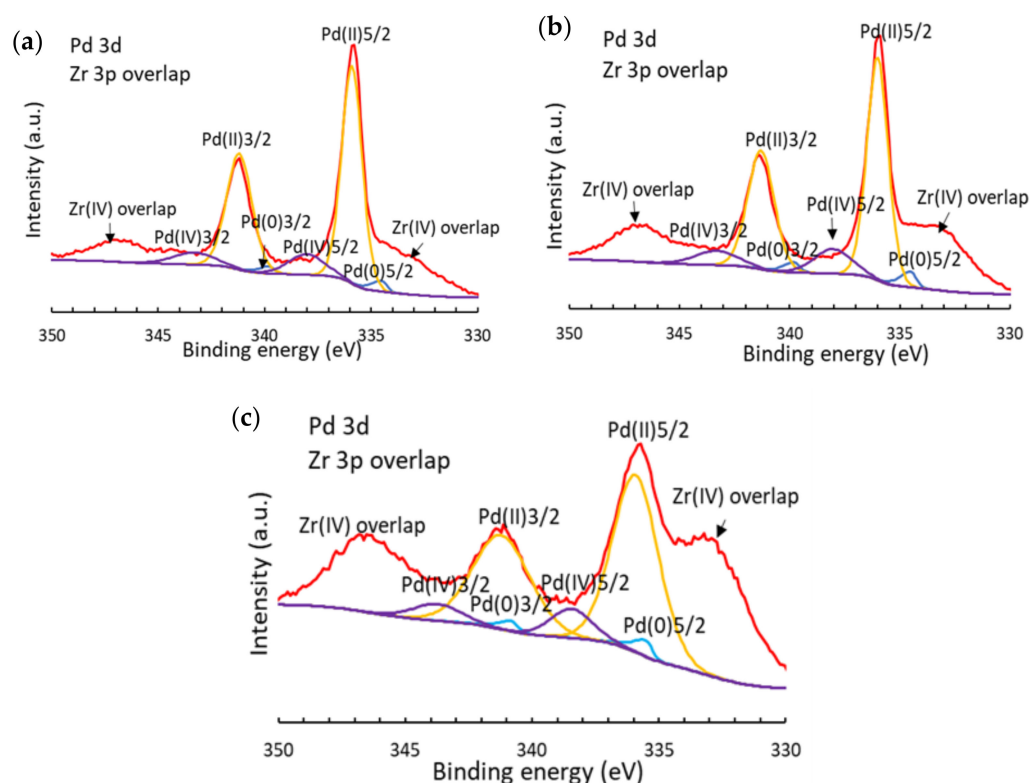 (a)
Pd 3d
Zr 3p overlap
Pd(II)5/2
Pd(II)3/2
Zr(IV) overlap
Pd(0)3/2
Zr(IV) overlap
Pd(IV)3/2
Pd(IV)5/2
Pd(0)5/2
Intensity (a.u.)
350 345 340 335 330
Binding energy (eV)
(b)
Pd 3d
Zr 3p overlap
Pd(II)5/2
Pd(II)3/2
Zr(IV) overlap
Pd(IV)5/2
Zr(IV) overlap
Pd(IV)3/2
Pd(0)3/2
Pd(0)5/2
Intensity (a.u.)
350 345 340 335 330
Binding energy (eV)
(c)
Pd 3d
Zr 3p overlap
Pd(II)5/2
Zr(IV) overlap
Pd(II)3/2
Zr(IV) overlap
Pd(IV)3/2
Pd(IV)5/2
Pd(0)3/2
Pd(0)5/2
Intensity (a.u.)
350 345 340 335 330
Binding energy (eV)